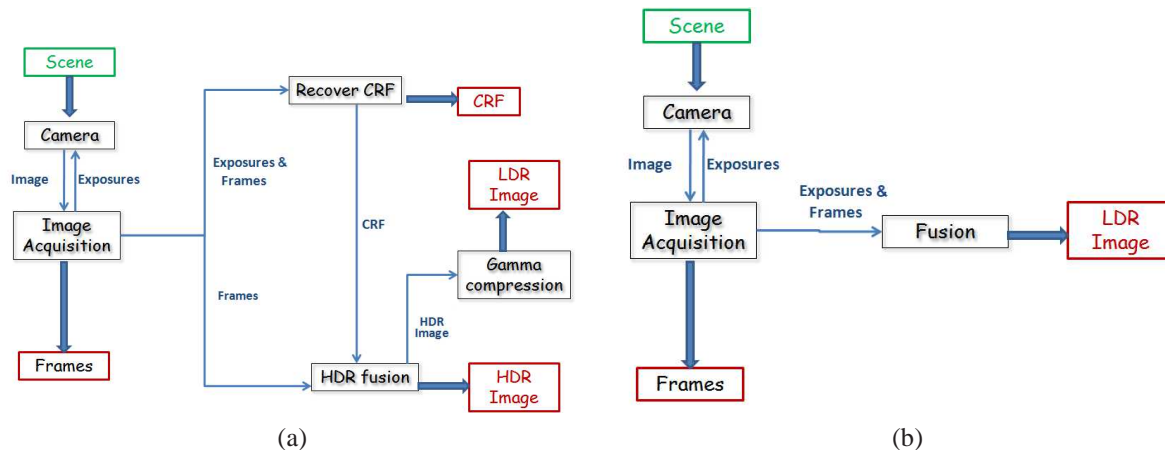 Scene
Camera
Image
Exposures
Image
Acquisition
Frames
Exposures &
Frames
Frames
Recover CRF
CRF
CRF
LDR
Image
Gamma
compression
HDR
Image
HDR fusion
HDR
Image
(a)
Scene
Camera
Image
Exposures
Image
Acquisition
Frames
Exposures &
Frames
Fusion
LDR
Image
(b)